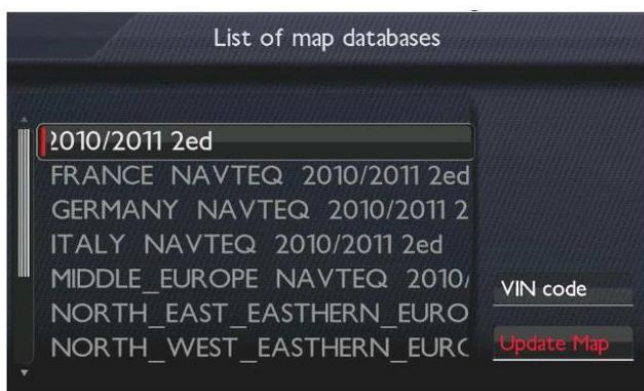 List of map databases
2010/2011 2ed
FRANCE NAVTEQ 2010/2011 2ed
GERMANY NAVTEQ 2010/2011 2
ITALY NAVTEQ 2010/2011 2ed
MIDDLE_EUROPE NAVTEQ 2010/
NORTH_EAST_EASTHERN_EURO
NORTH_WEST_EASTHERN_EURC
VIN code
Update Map